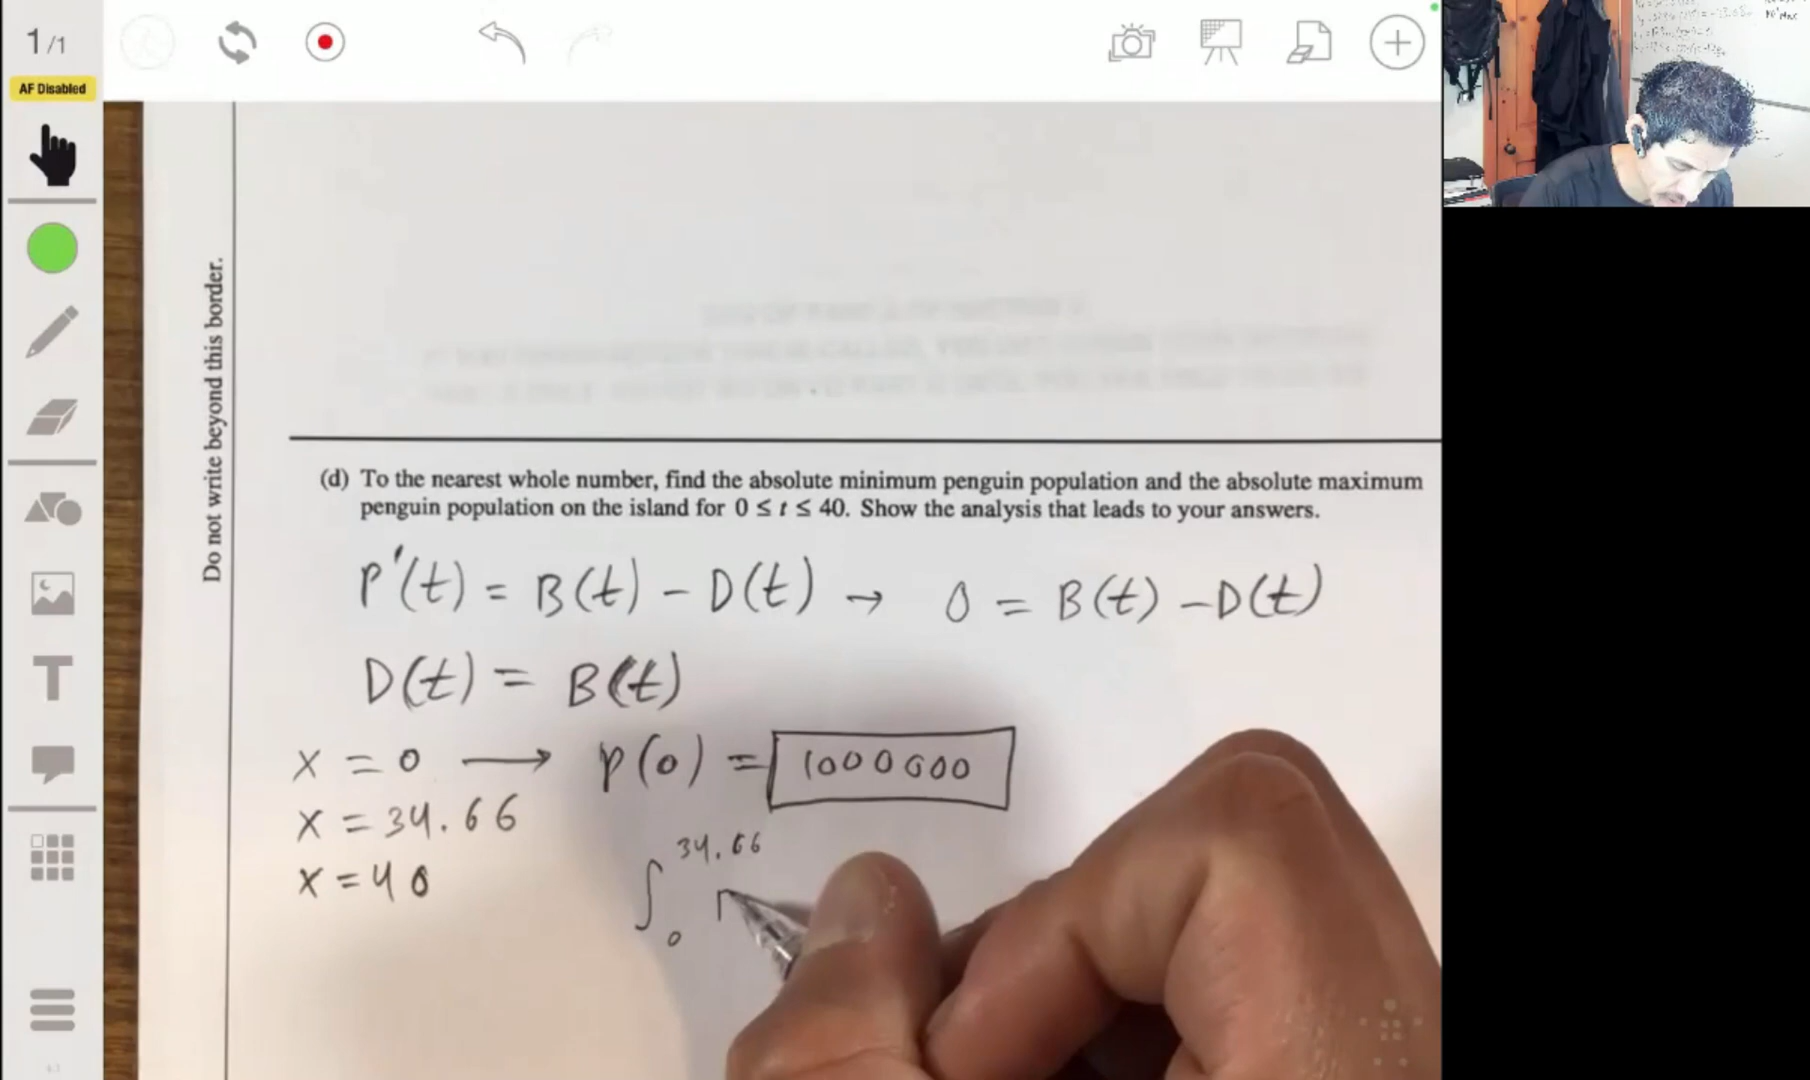 1/1
AF Disabled
T
Do not write beyond this border.
(d) To the nearest whole number, find the absolute minimum penguin population and the absolute maximum
penguin population on the island for 0 ≤ t ≤ 40. Show the analysis that leads to your answers.
P'(t) = B(t) - D(t) → 0 = B(t) - D(t)
D(t) = B(t)
x = 0 → p(0) = 1000000
x = 34.66
x = 40
∫ 34.66 0